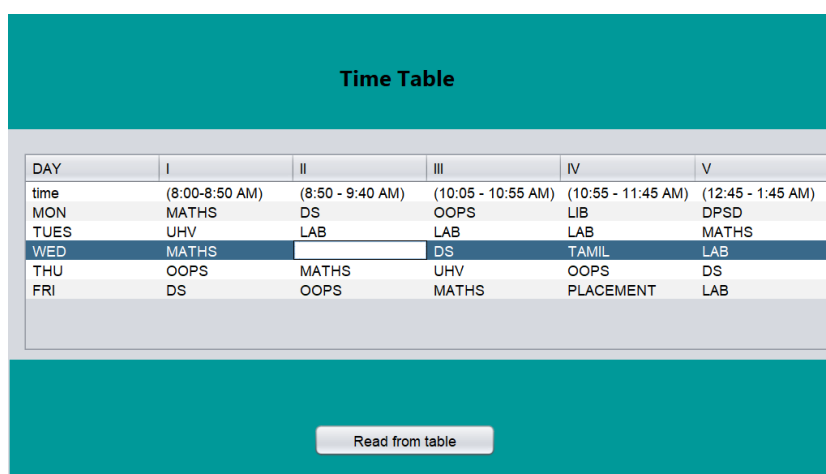 Time Table
DAY I II III IV V
time (8:00-8:50 AM) (8:50 - 9:40 AM) (10:05 - 10:55 AM) (10:55 - 11:45 AM) (12:45 - 1:45 AM)
MON MATHS DS OOPS LIB DPSD
TUES UHV LAB LAB LAB MATHS
WED MATHS DS TAMIL LAB
THU OOPS MATHS UHV OOPS DS
FRI DS OOPS MATHS PLACEMENT LAB
Read from table